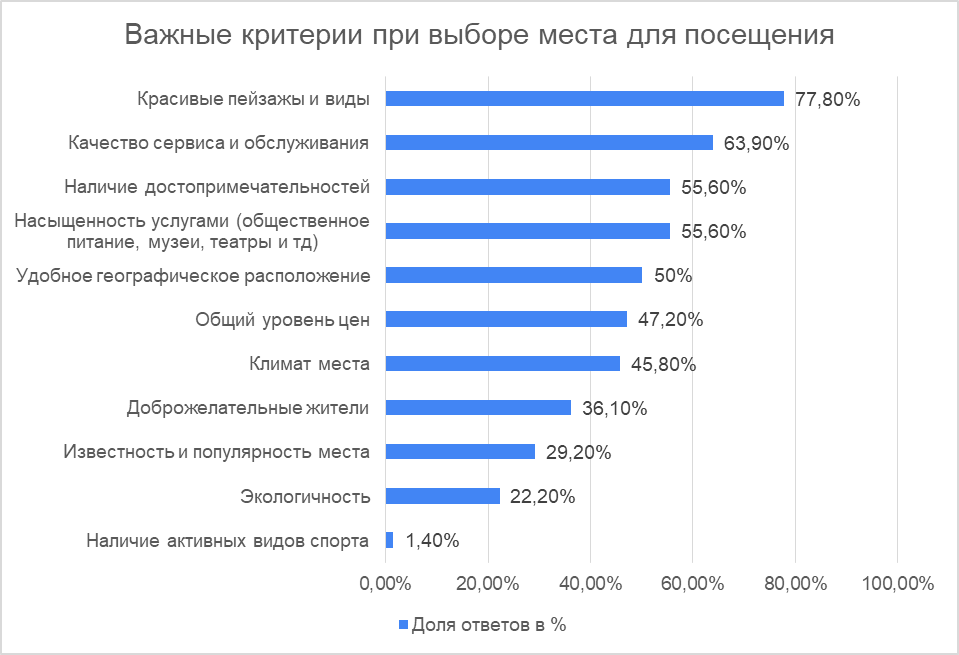 Важные критерии при выборе места для посещения
Красивые пейзажы и виды
77,80%
Качество сервиса и обслуживания
63,90%
Наличие достопримечательностей
55,60%
Насыщенность услугами (общественное
питание, музеи, театры и тд)
55,60%
Удобное географическое расположение
50%
Общий уровень цен
47,20%
Климат места
45,80%
Доброжелательные жители
36,10%
Известность и популярность места
29,20%
Экологичность
22,20%
Наличие активных видов спорта
1,40%
0,00% 20,00% 40,00% 60,00% 80,00% 100,00%
Доля ответов в %